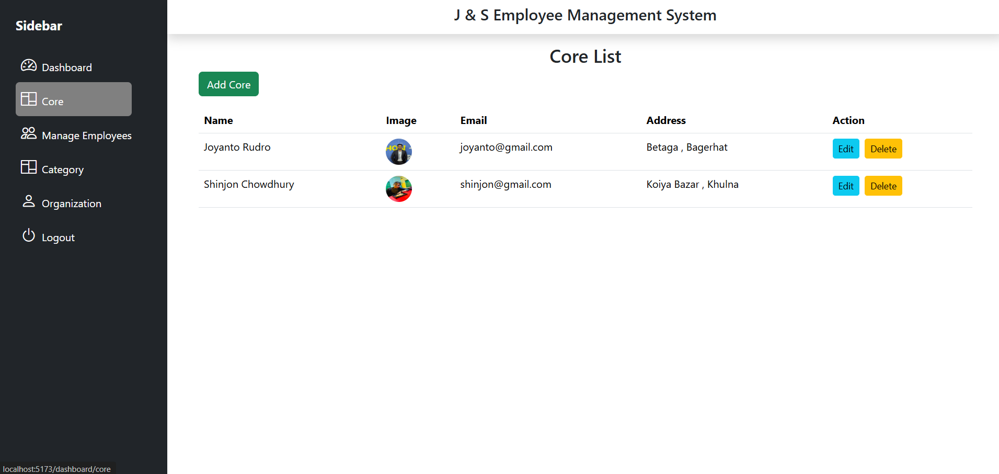 J & S Employee Management System
Sidebar
Dashboard
Core
Manage Employees
Category
Organization
Logout
Core List
Add Core
Name Image Email Address Action
Joyanto Rudro joyanto@gmail.com Betaga , Bagerhat Edit Delete
Shinjon Chowdhury shinjon@gmail.com Koiya Bazar , Khulna Edit Delete
localhost:5173/dashboard/core